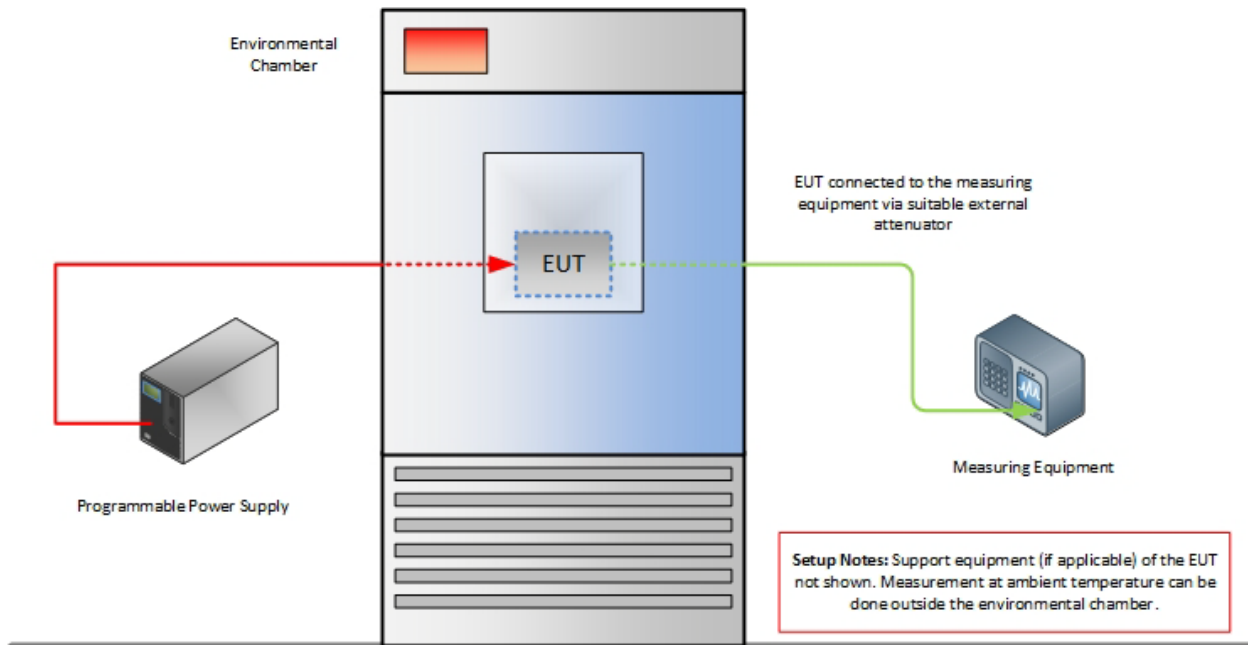 Environmental
Chamber
EUT connected to the measuring
equipment via suitable external
attenuator
EUT
Programmable Power Supply
Measuring Equipment
Setup Notes: Support equipment (if applicable) of the EUT
not shown. Measurement at ambient temperature can be
done outside the environmental chamber.